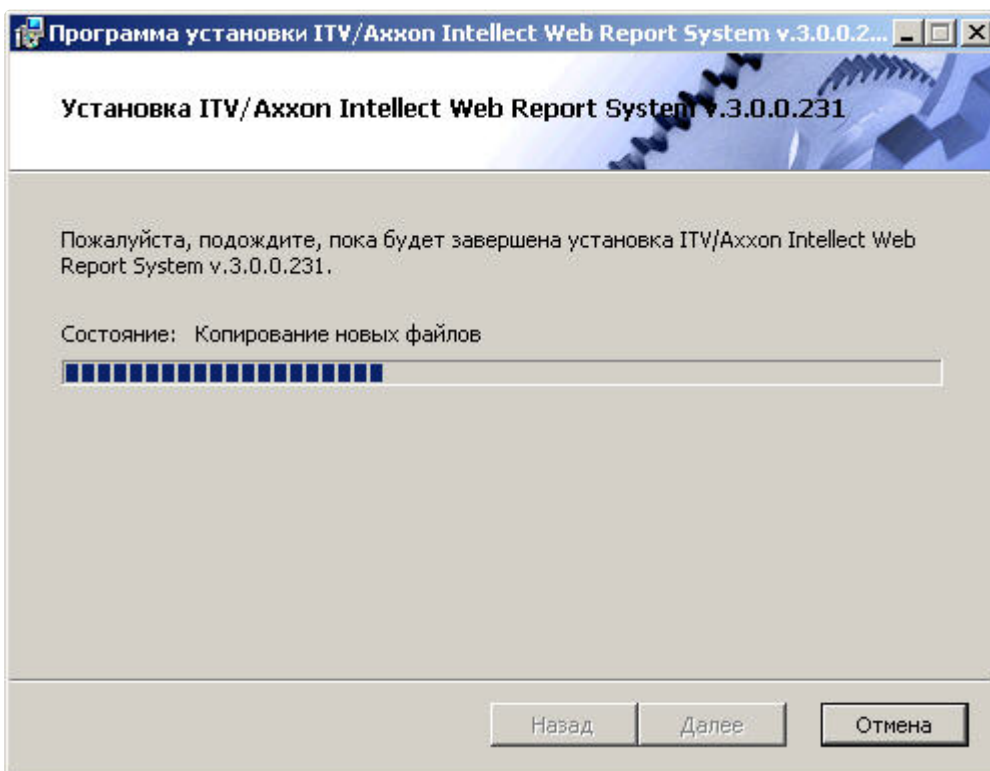 Программа установки ITV/Axxon Intellect Web Report System v.3.0.0.2...
Установка ITV/Axxon Intellect Web Report System v.3.0.0.231
Пожалуйста, подождите, пока будет завершена установка ITV/Axxon Intellect Web
Report System v.3.0.0.231.
Состояние: Копирование новых файлов
Назад Далее Отмена